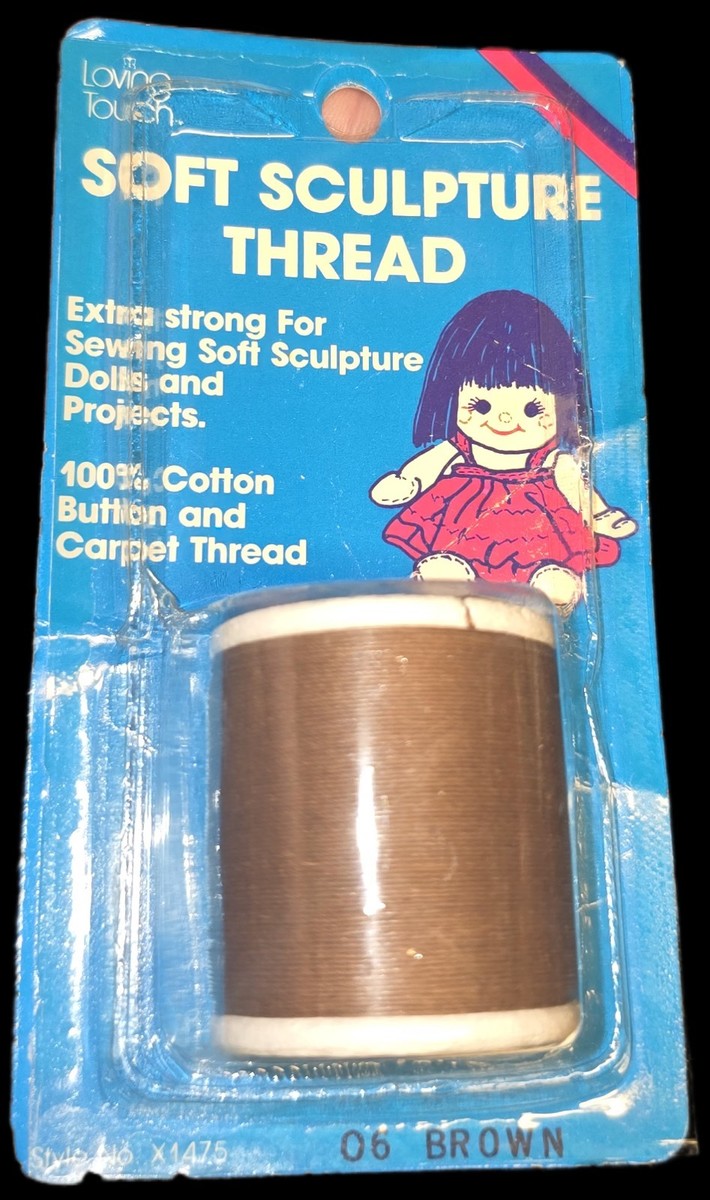 Loving
Touch
SOFT SCULPTURE
THREAD
Extra strong For
Sewing Soft Sculpture
Dolls and
Projects.
100% Cotton
Button and
Carpet Thread
Style No. X1475
06 BROWN